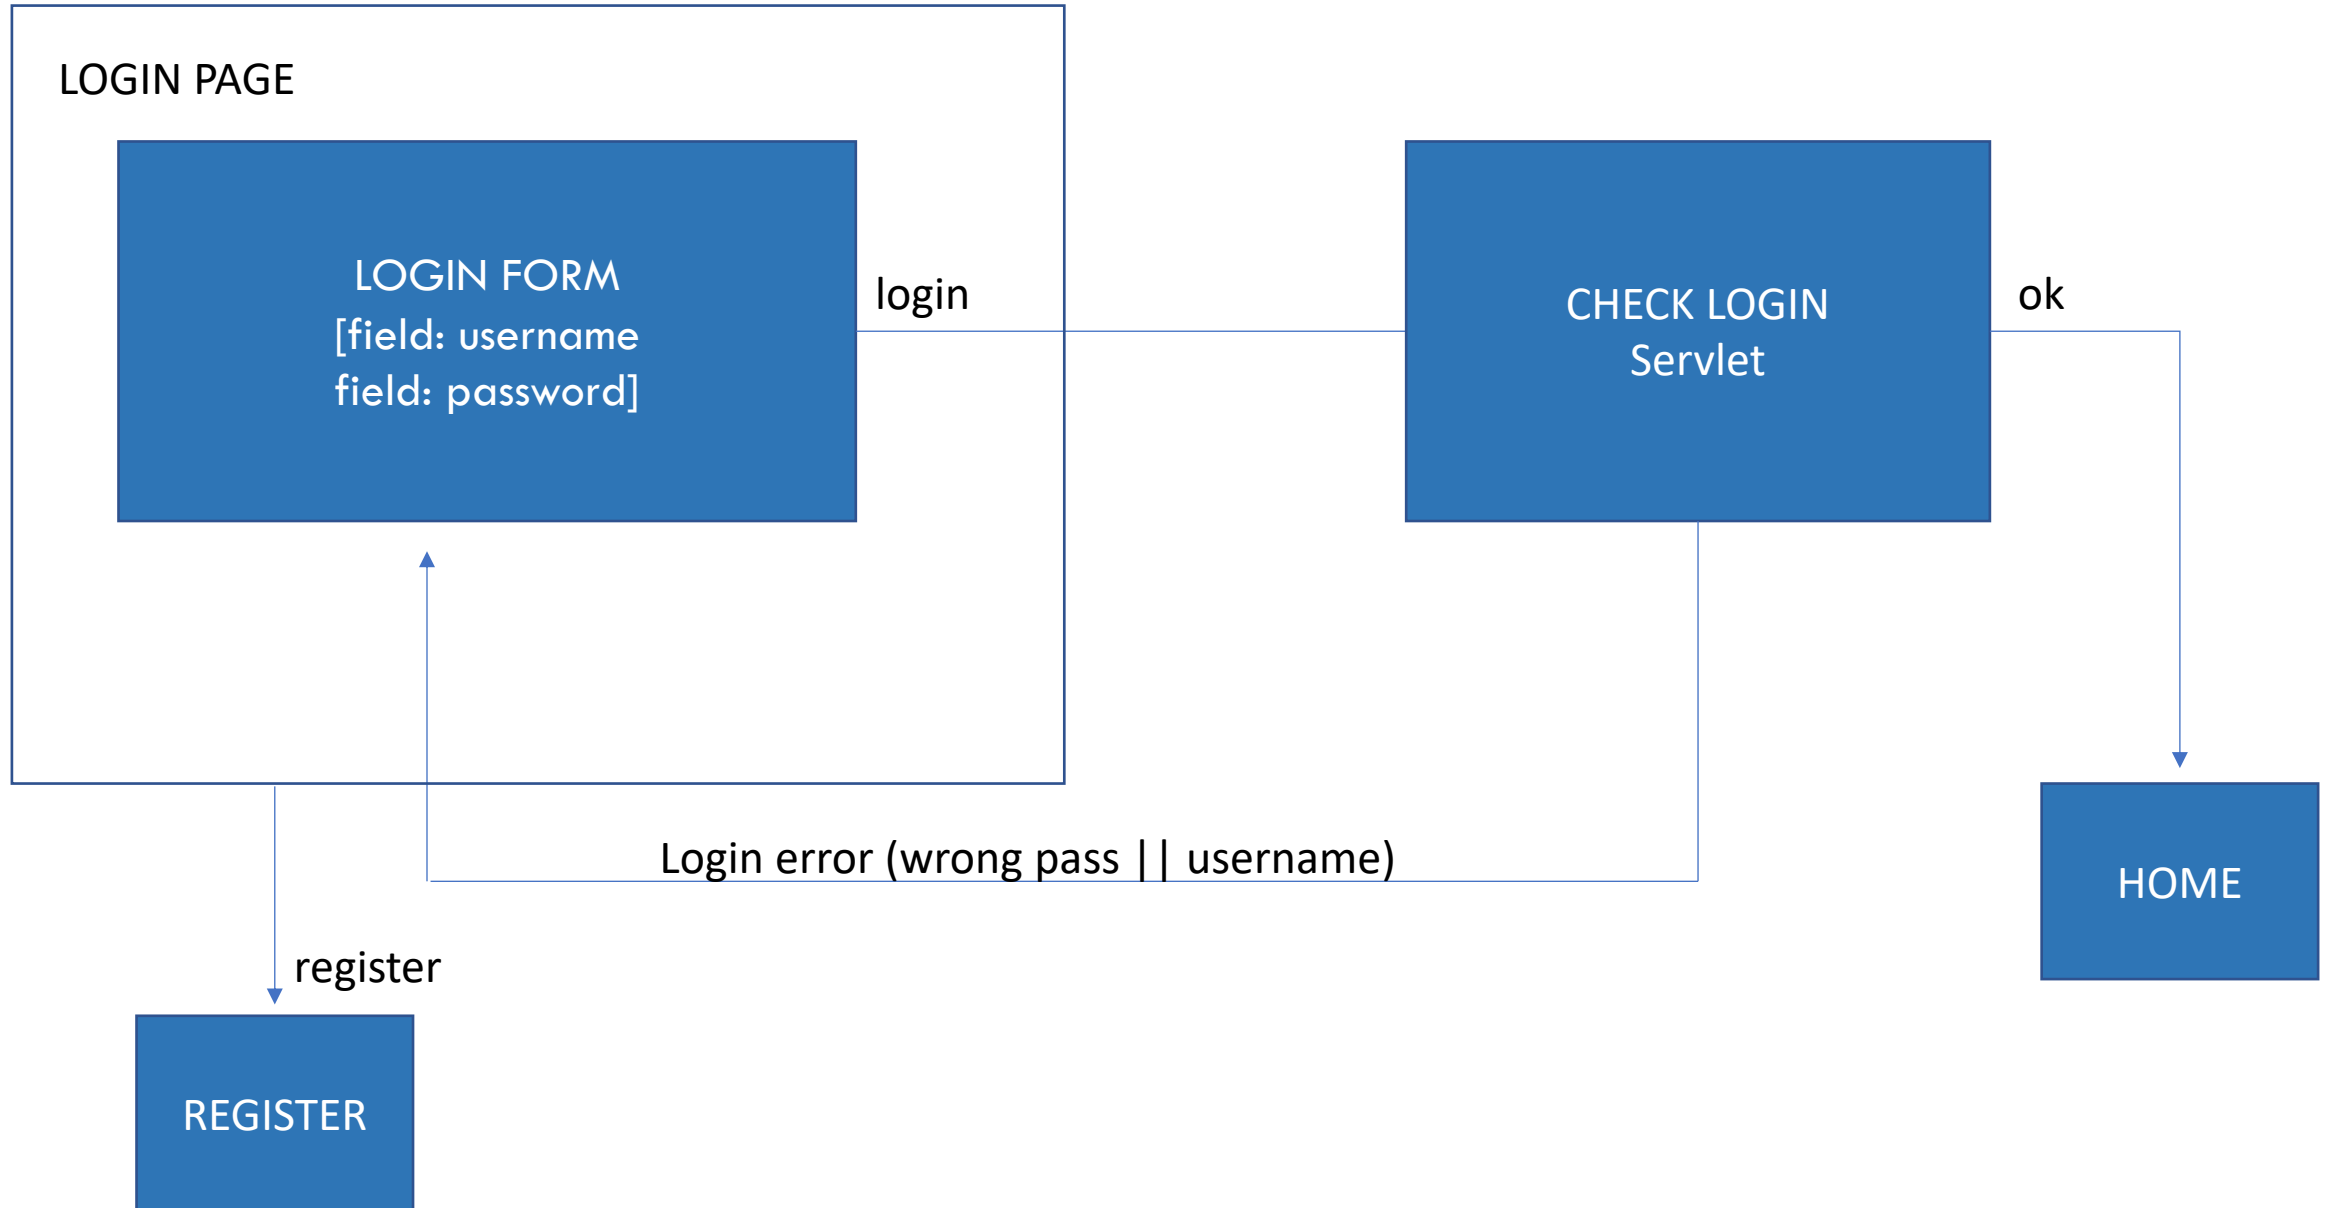 LOGIN PAGE
LOGIN FORM
[field: username
field: password]
login
CHECK LOGIN
Servlet
ok
Login error (wrong pass || username)
HOME
register
REGISTER